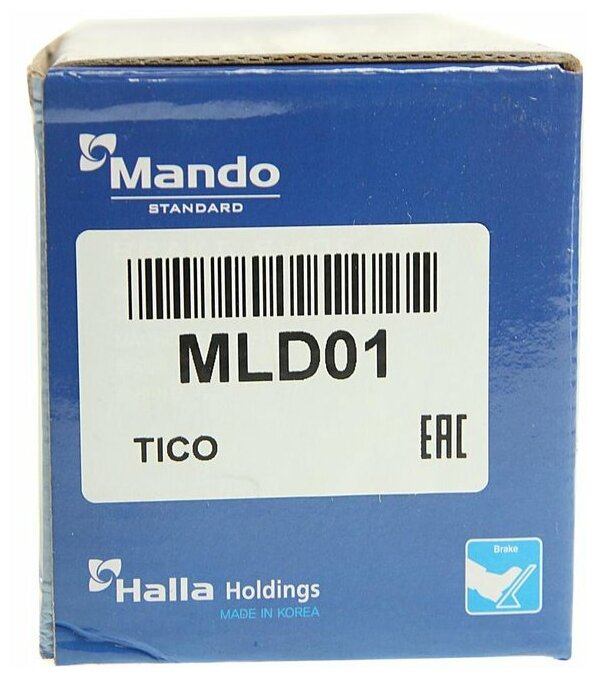 Mando
STANDARD
MLD01
TICO
EAC
Brake
Halla Holdings
MADE IN KOREA